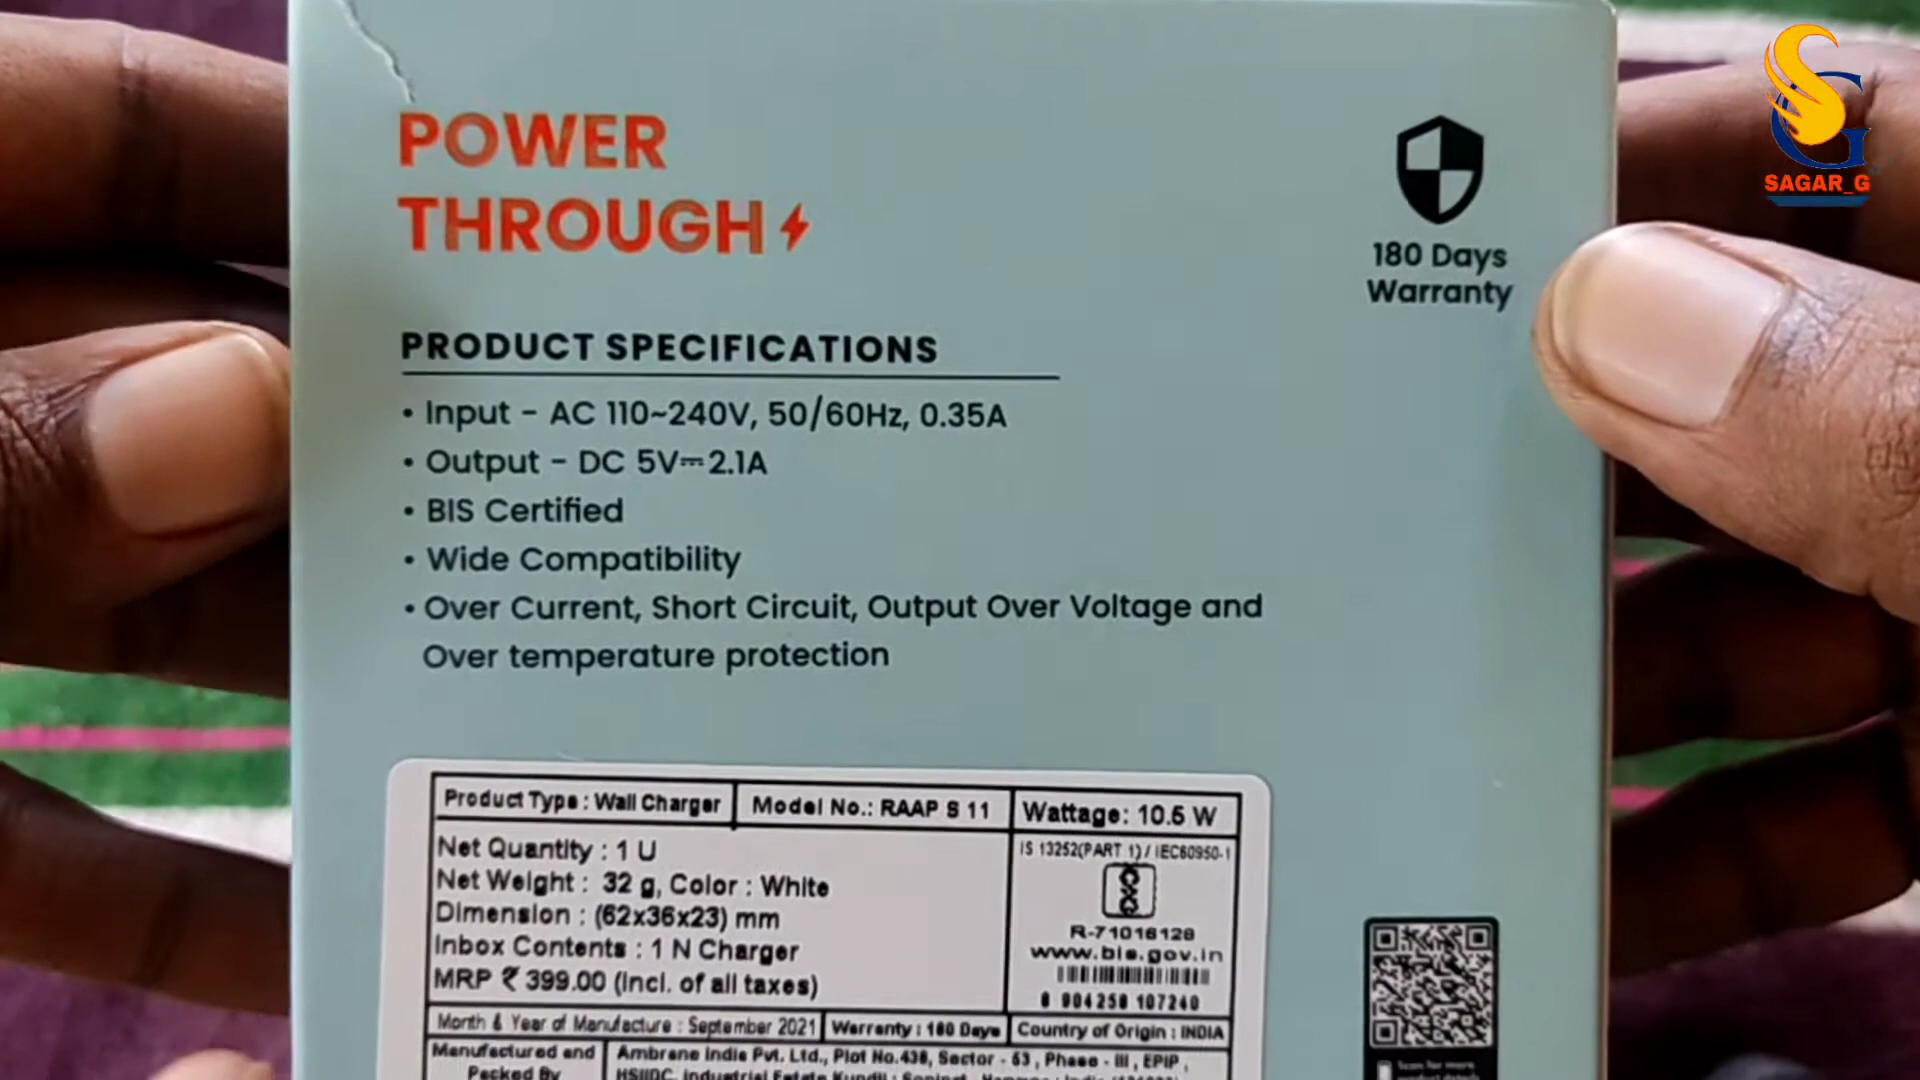 POWER
THROUGH
180 Days
Warranty
SAGAR_G
PRODUCT SPECIFICATIONS
• Input - AC 110~240V, 50/60Hz, 0.35A
• Output - DC 5V⎓2.1A
• BIS Certified
• Wide Compatibility
• Over Current, Short Circuit, Output Over Voltage and
Over temperature protection
Product Type : Wall Charger
Model No.: RAAP S 11
Wattage: 10.5 W
Net Quantity : 1 U
Net Weight : 32 g, Color : White
Dimension : (62x36x23) mm
Inbox Contents : 1 N Charger
MRP ₹ 399.00 (Incl. of all taxes)
IS 13252(PART 1) / IEC60950-1
R-71016128
www.bis.gov.in
8 904258 107240
Month & Year of Manufacture : September 2021
Warranty : 180 Days
Country of Origin : INDIA
Manufactured and
Packed By
Ambrane India Pvt. Ltd., Plot No.438, Sector - 53, Phase - III, EPIP,
HSIIDC, Industrial Estate Kundli
Scan for more